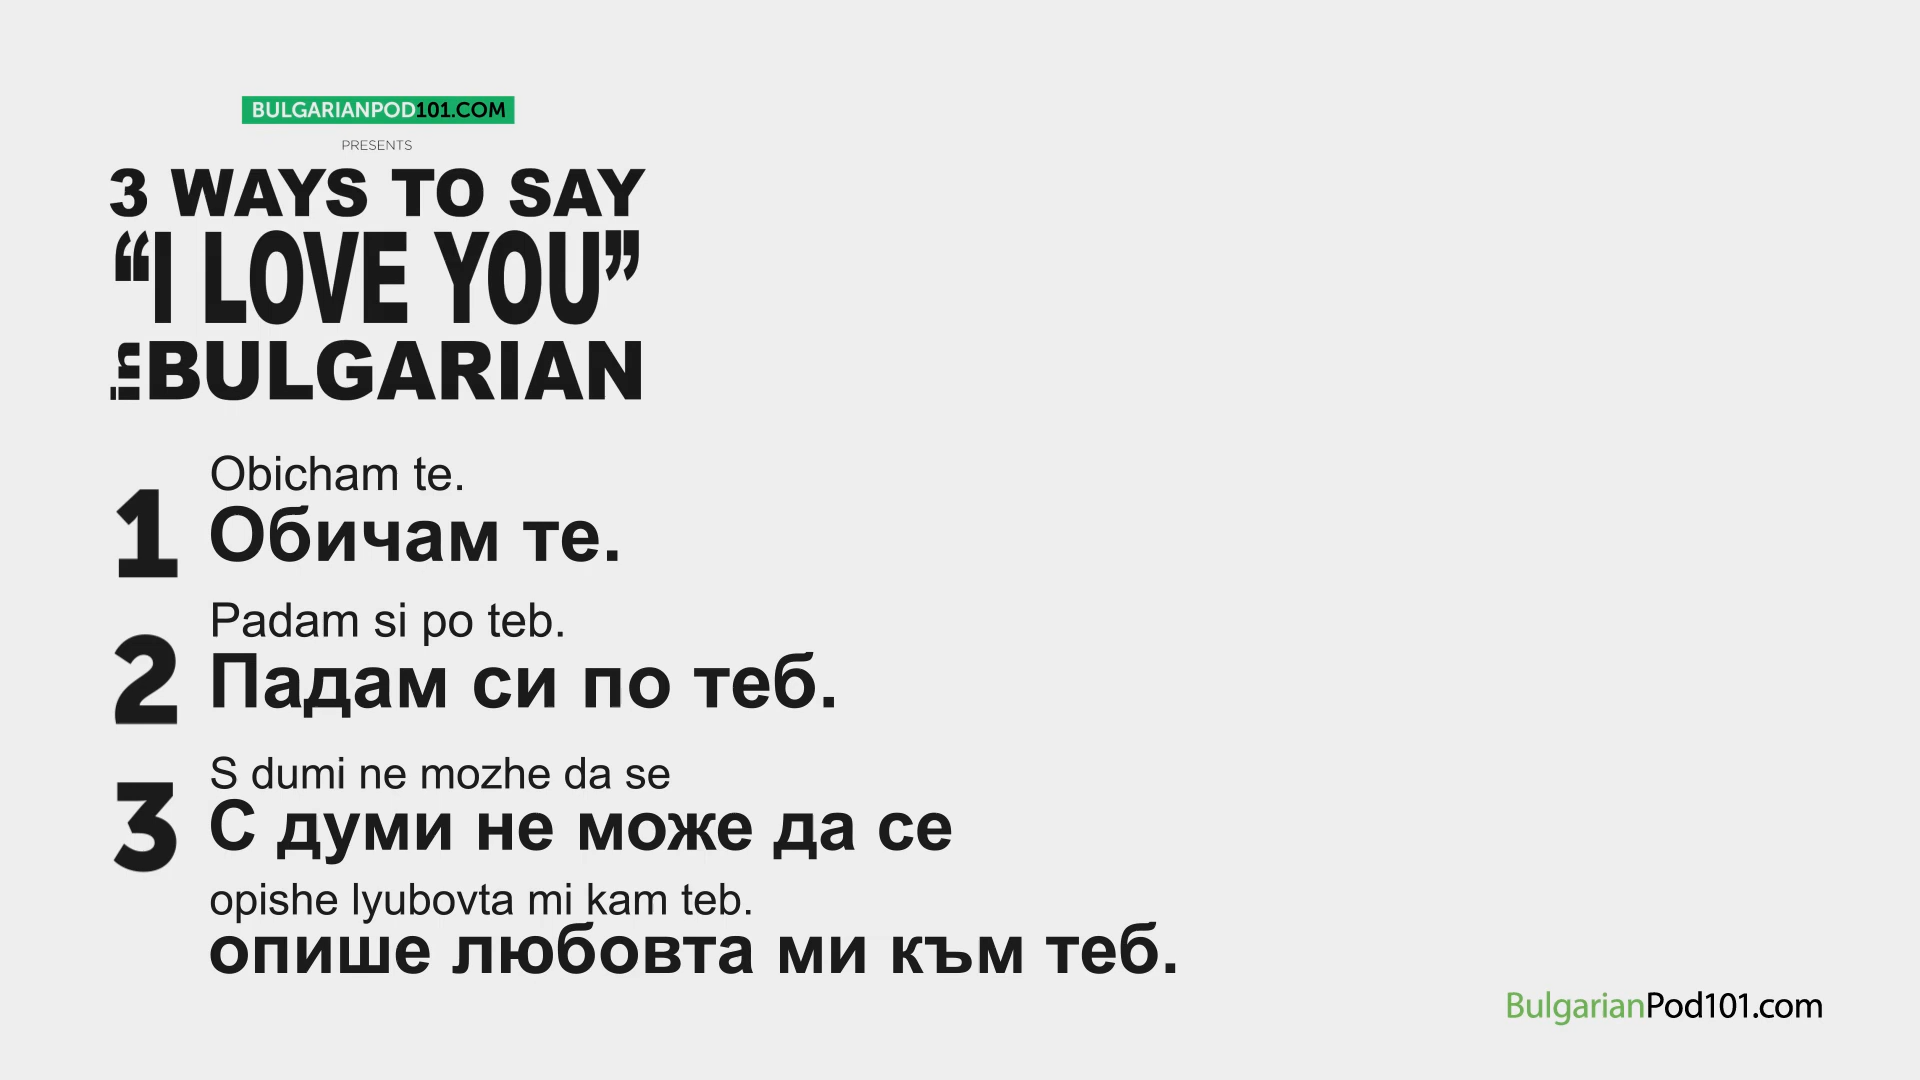 BULGARIANPOD101.COM
PRESENTS
3 WAYS TO SAY
“I LOVE YOU”
in BULGARIAN
1
Obicham te.
Обичам те.
2
Padam si po teb.
Падам си по теб.
3
S dumi ne mozhe da se
С думи не може да се
opishe lyubovta mi kam teb.
опише любовта ми към теб.
BulgarianPod101.com